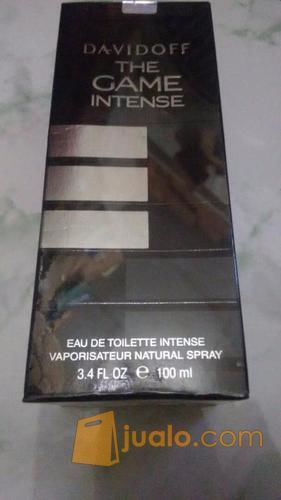 DAVIDOFF
THE
GAME
INTENSE
EAU DE TOILETTE INTENSE
VAPORISATEUR NATURAL SPRAY
3.4 FL OZ ℮ 100 ml
jualo.com